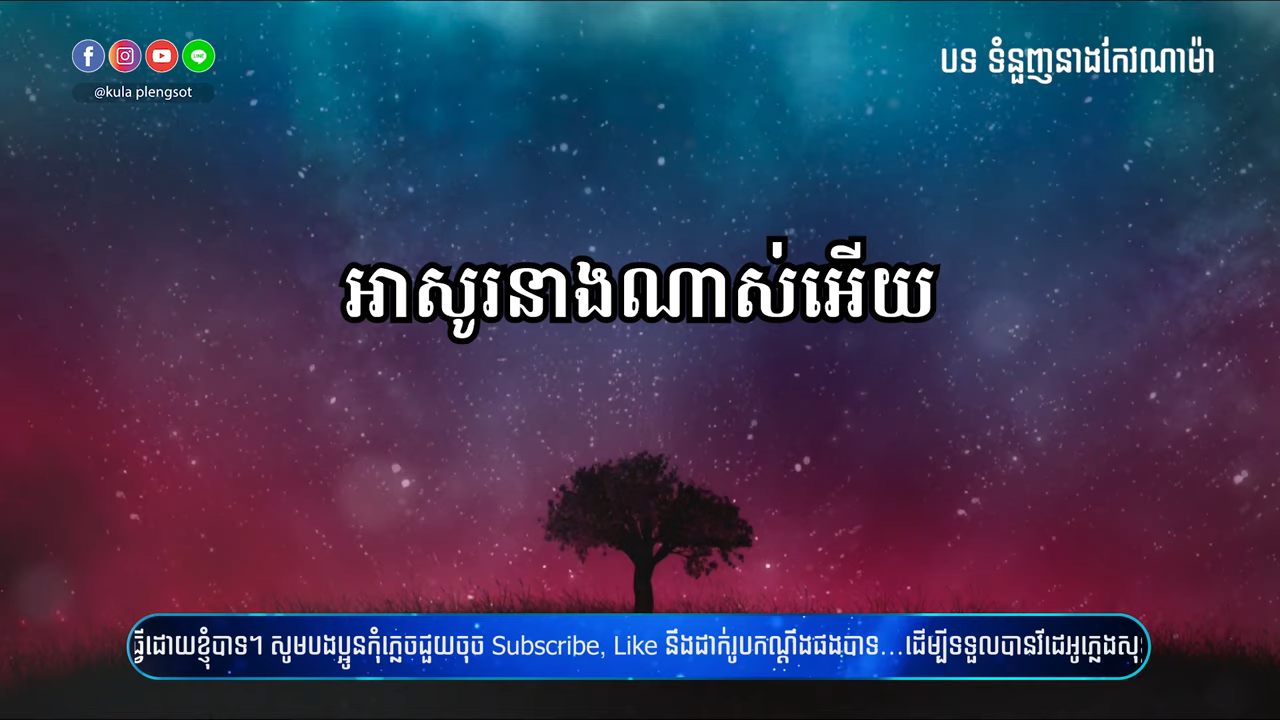 បទ ទំនួញនាងកែវណាម៉ា
@kula plengsot
អាសូរនាងណាស់អើយ
ធ្វីដោយខ្ញុំបាទ។ សូមបងប្អូនកុំភ្លេចជួយចុច Subscribe, Like នឹងដាក់រូបកណ្ដឹងផងបាទ...ដើម្បីទទួលបានវីដេអូភ្លេងសុ